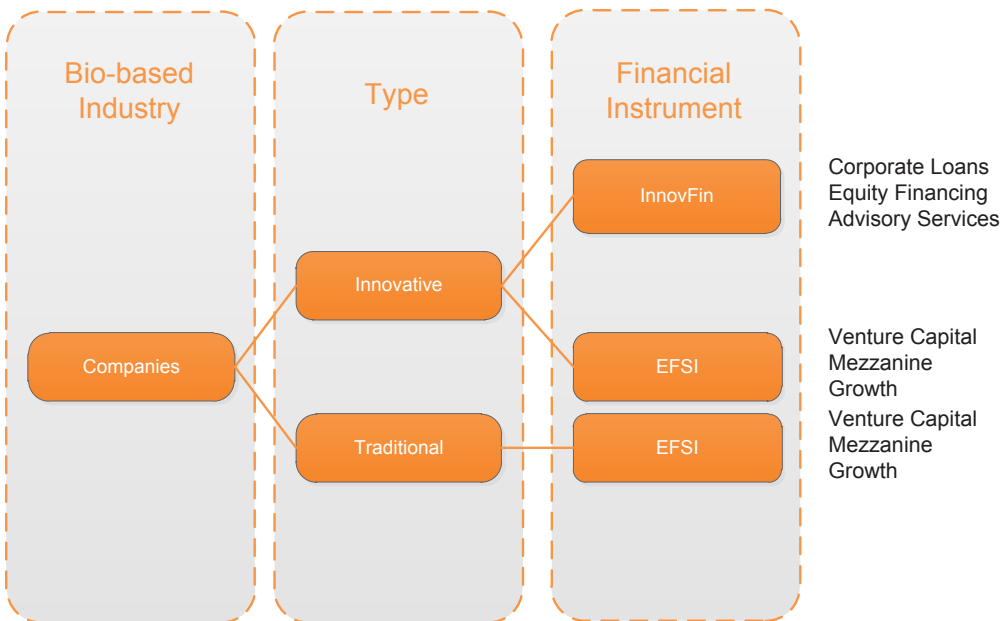 Bio-based
Industry
Type
Financial
Instrument
InnovFin
Corporate Loans
Equity Financing
Advisory Services
Innovative
Companies
EFSI
Venture Capital
Mezzanine
Growth
Traditional
EFSI
Venture Capital
Mezzanine
Growth